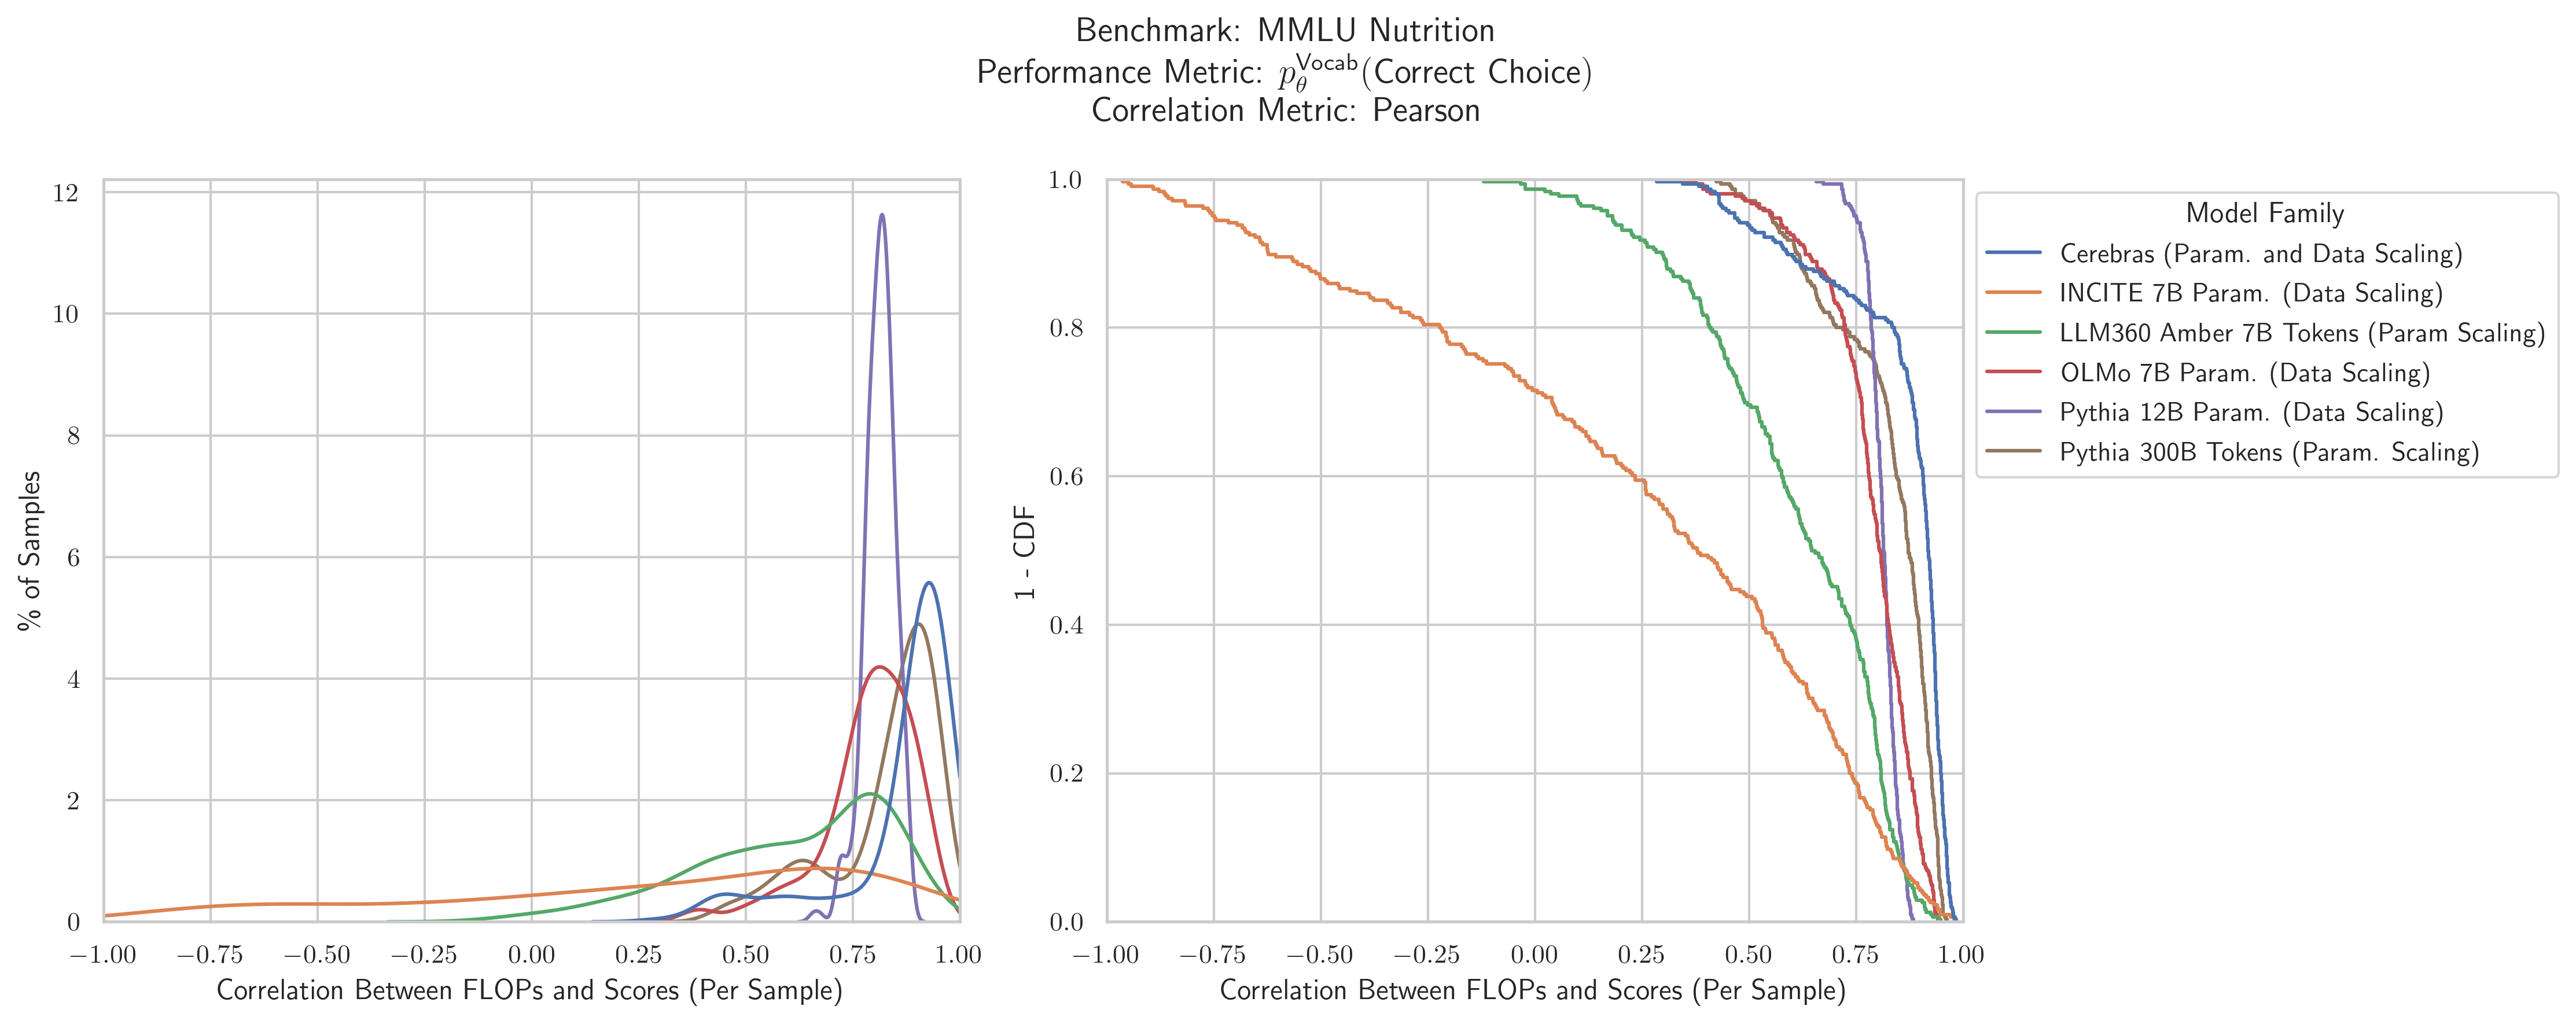 Benchmark: MMLU Nutrition
Performance Metric: $p_\theta^{\text{Vocab}}$(Correct Choice)
Correlation Metric: Pearson
% of Samples
12
10
8
6
4
2
0
−1.00 −0.75 −0.50 −0.25 0.00 0.25 0.50 0.75 1.00
Correlation Between FLOPs and Scores (Per Sample)
1 - CDF
1.0
0.8
0.6
0.4
0.2
0.0
−1.00 −0.75 −0.50 −0.25 0.00 0.25 0.50 0.75 1.00
Correlation Between FLOPs and Scores (Per Sample)
Model Family
Cerebras (Param. and Data Scaling)
INCITE 7B Param. (Data Scaling)
LLM360 Amber 7B Tokens (Param Scaling)
OLMo 7B Param. (Data Scaling)
Pythia 12B Param. (Data Scaling)
Pythia 300B Tokens (Param. Scaling)